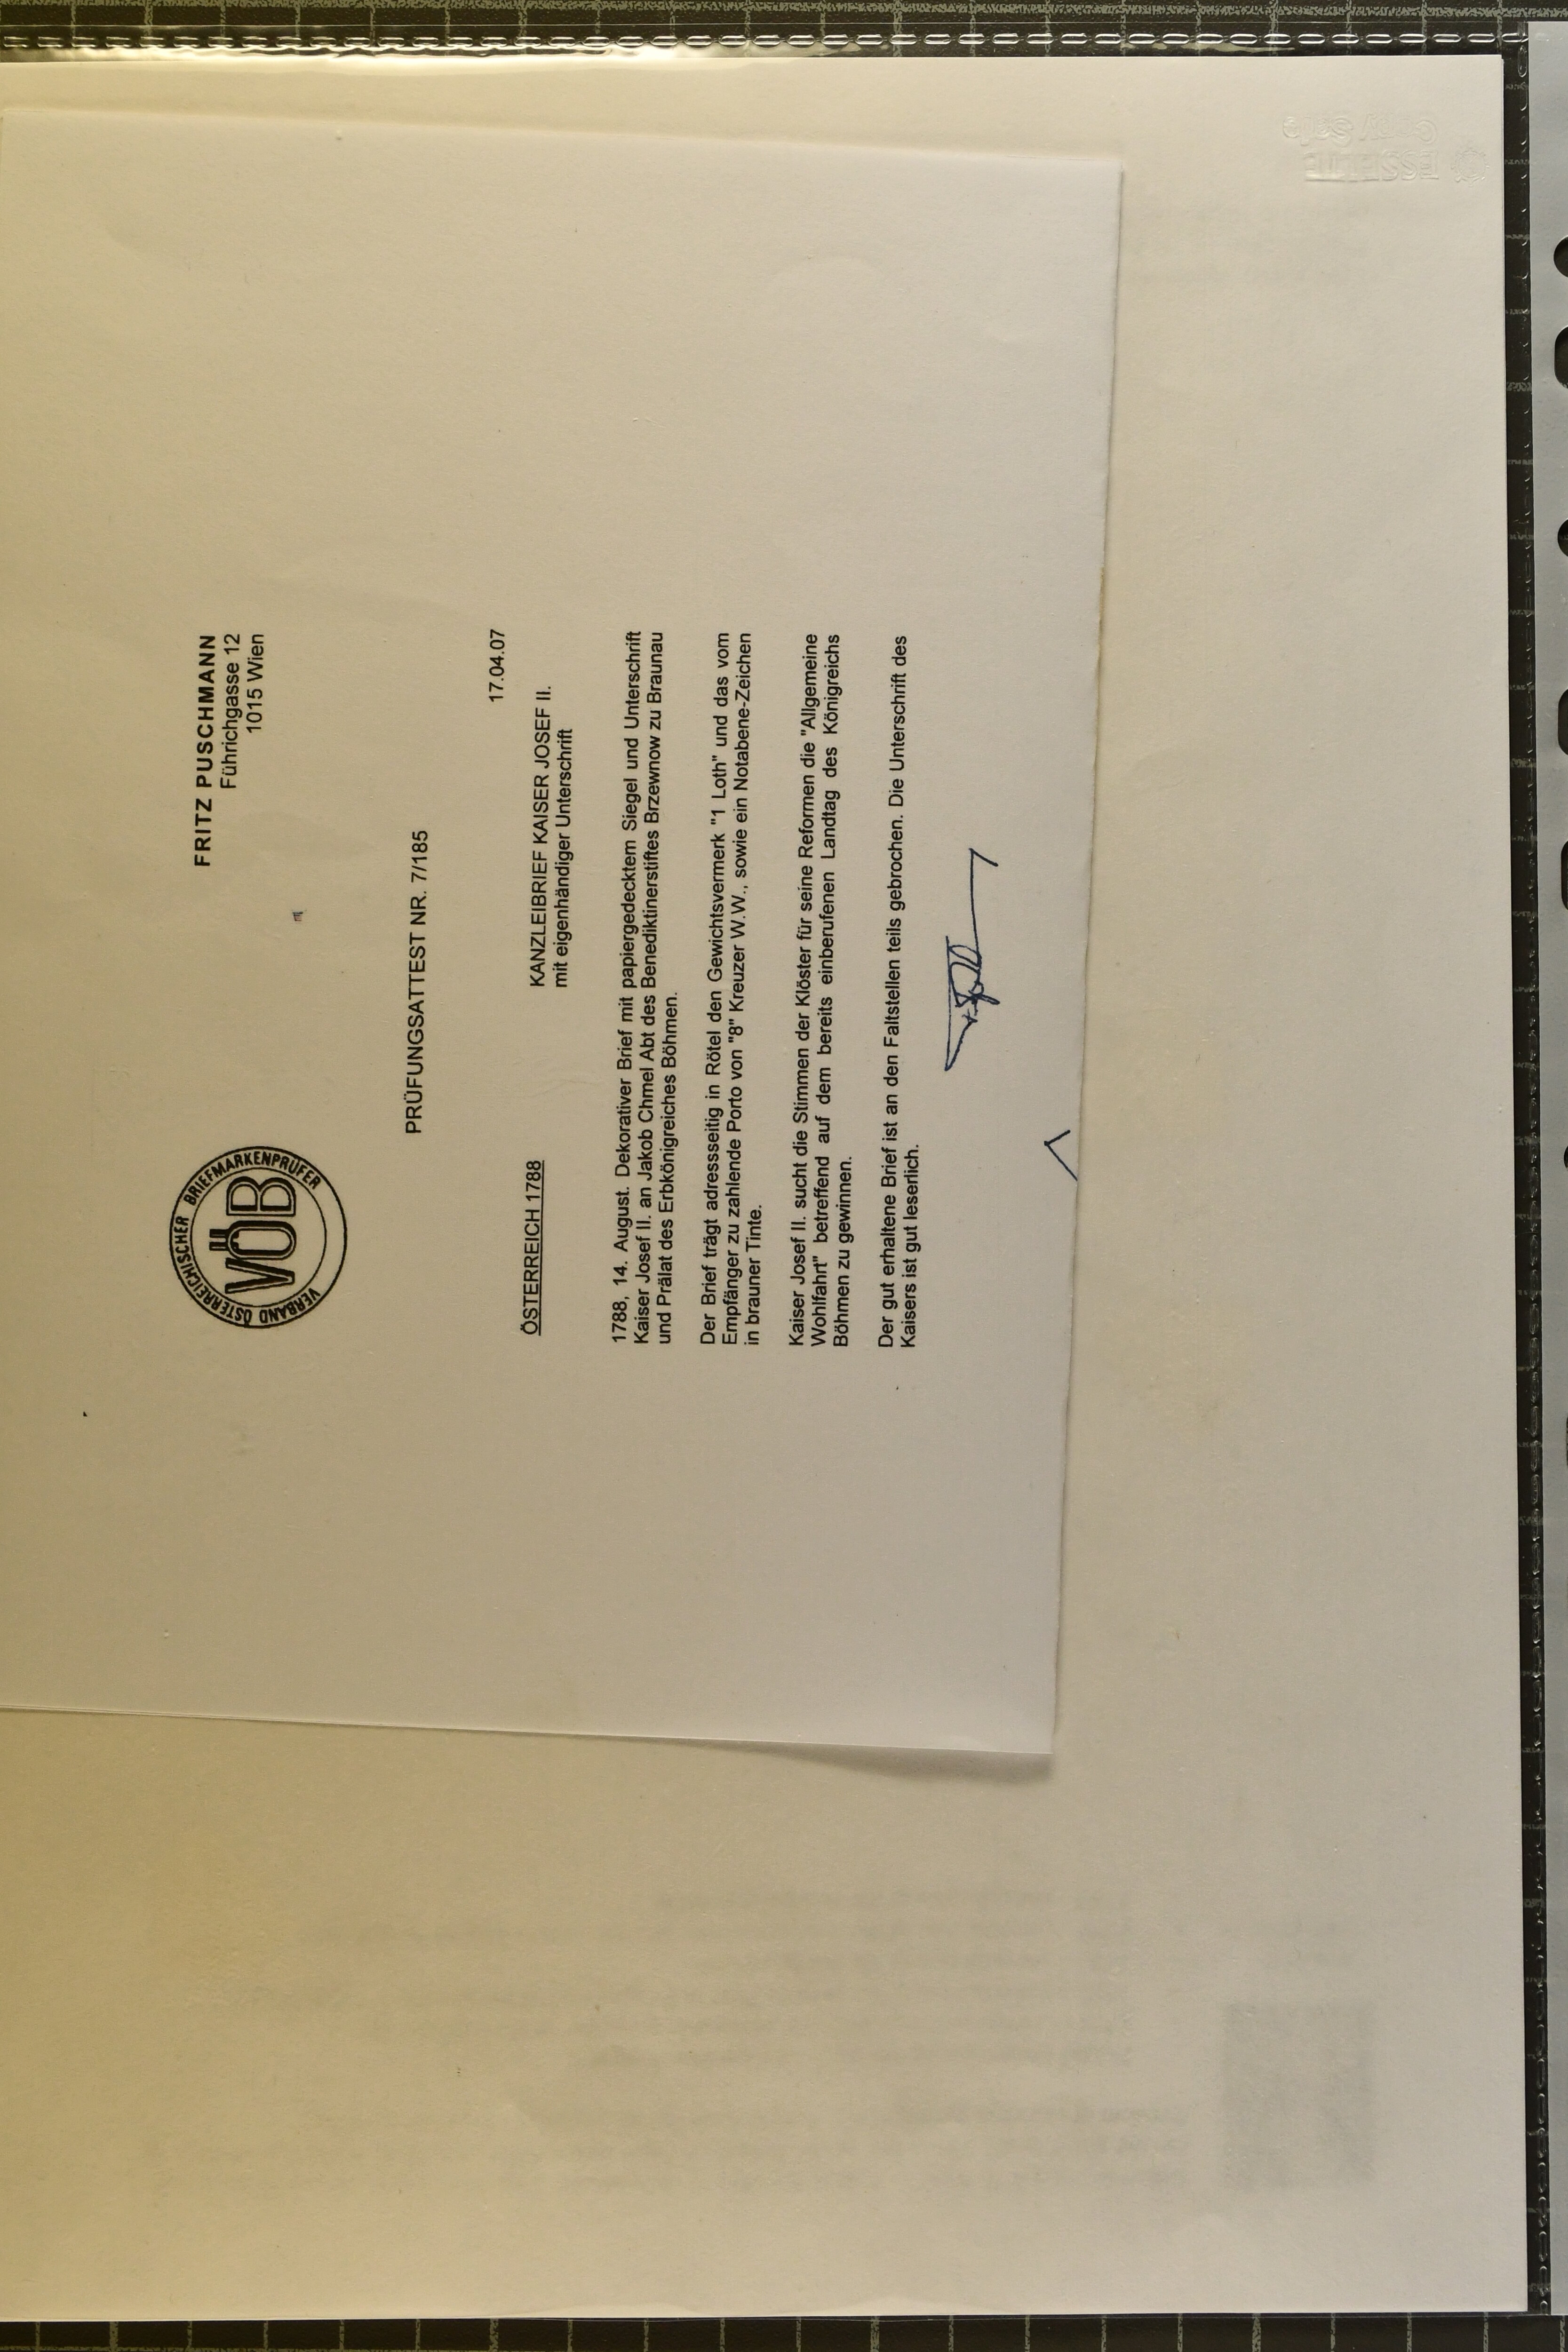 VERBAND ÖSTERREICHISCHER BRIEFMARKENPRÜFER
VÖB
FRITZ PUSCHMANN
Führichgasse 12
1015 Wien
PRÜFUNGSATTEST NR. 7/185
17.04.07
ÖSTERREICH 1788
KANZLEIBRIEF KAISER JOSEF II.
mit eigenhändiger Unterschrift
1788, 14. August. Dekorativer Brief mit papiergedecktem Siegel und Unterschrift
Kaiser Josef II. an Jakob Chmel Abt des Benediktinerstiftes Brzewnow zu Braunau
und Prälat des Erbkönigreiches Böhmen.
Der Brief trägt adressseitig in Rötel den Gewichtsvermerk "1 Loth" und das vom
Empfänger zu zahlende Porto von "8" Kreuzer W.W., sowie ein Notabene-Zeichen
in brauner Tinte.
Kaiser Josef II. sucht die Stimmen der Klöster für seine Reformen die "Allgemeine
Wohlfahrt" betreffend auf dem bereits einberufenen Landtag des Königreichs
Böhmen zu gewinnen.
Der gut erhaltene Brief ist an den Faltstellen teils gebrochen. Die Unterschrift des
Kaisers ist gut leserlich.
ESSELTE
Copy Safe